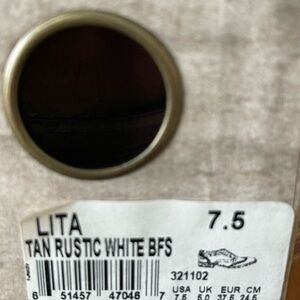 LITA 7.5
TAN RUSTIC WHITE BFS
321102
USA UK EUR CM
7.5 5.0 37.5 24.5
6 51457 47046 7